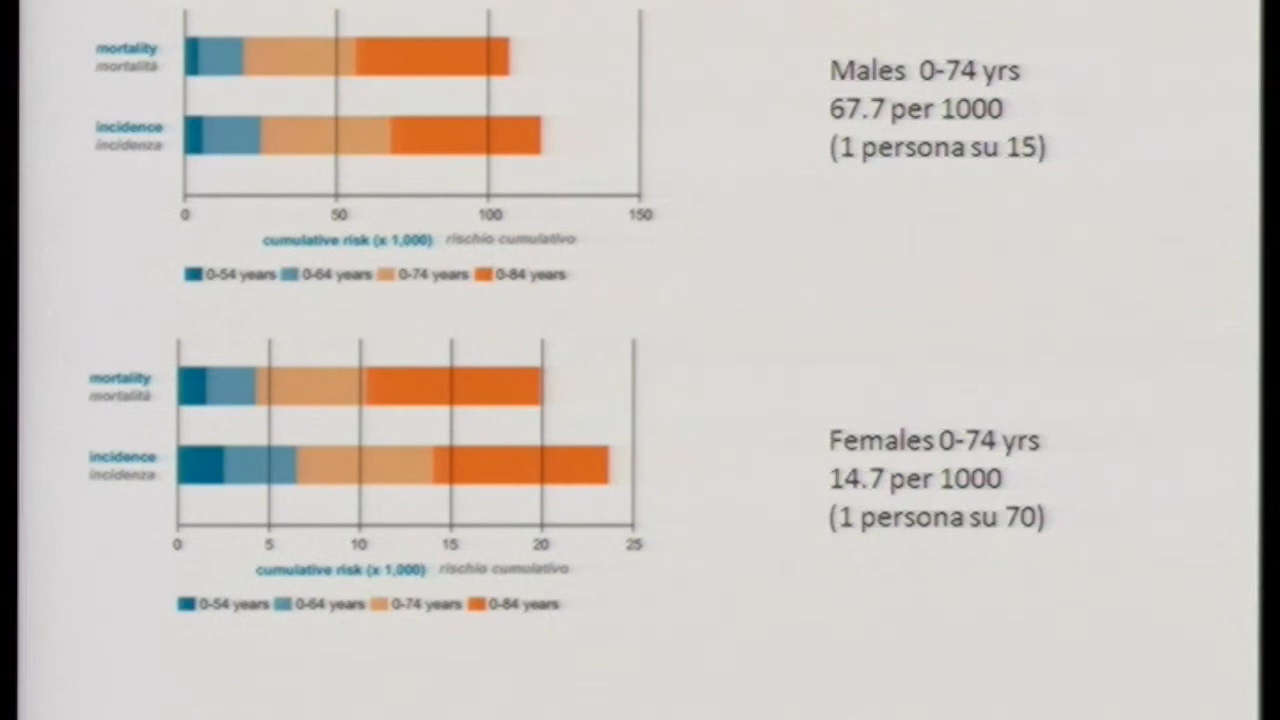 mortality
mortalità
incidence
incidenza
0 50 100 150
cumulative risk (x 1,000) rischio cumulativo
0-54 years 0-64 years 0-74 years 0-84 years
Males 0-74 yrs
67.7 per 1000
(1 persona su 15)
mortality
mortalità
incidence
incidenza
0 5 10 15 20 25
cumulative risk (x 1,000) rischio cumulativo
0-54 years 0-64 years 0-74 years 0-84 years
Females 0-74 yrs
14.7 per 1000
(1 persona su 70)